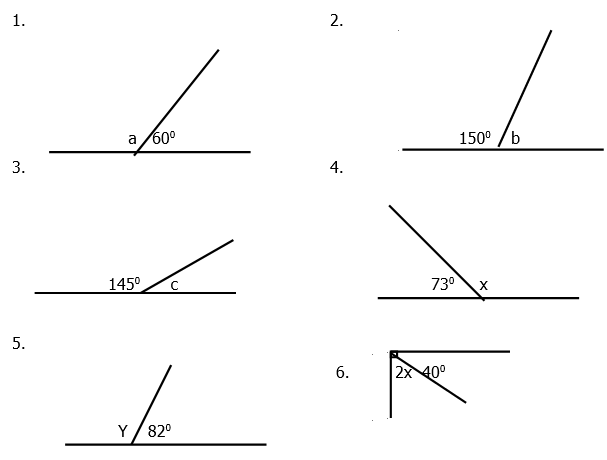 1. 2.
a 60⁰ 150⁰ b
3. 4.
145⁰ c 73⁰ x
5.
6. 2x 40⁰
Y 82⁰